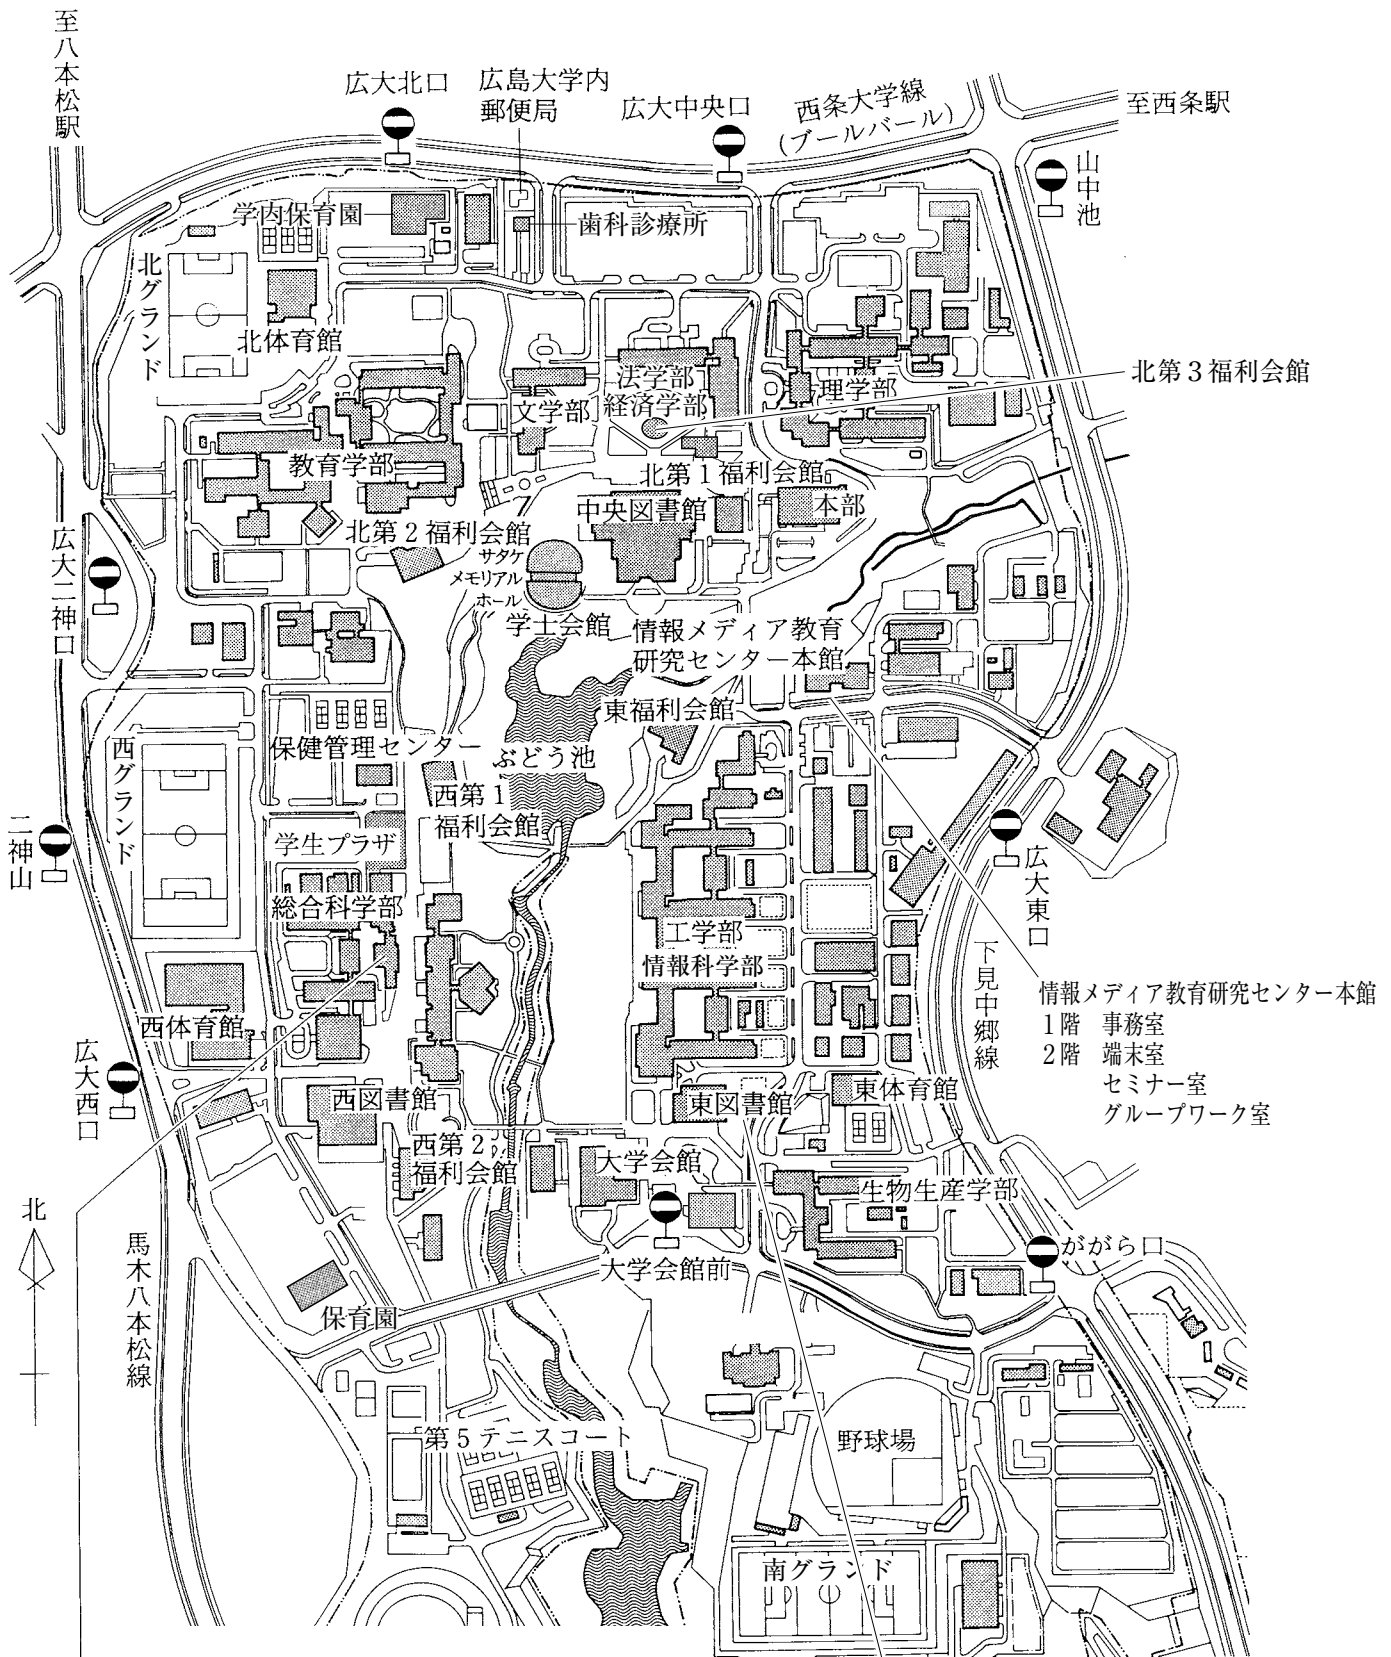 至八本松駅
広大北口
広島大学内
郵便局
広大中央口
西条大学線
(ブールバール)
至西条駅
山中池
学内保育園
歯科診療所
北グランド
北体育館
法学部
経済学部
文学部
理学部
北第3福利会館
教育学部
北第1福利会館
中央図書館
本部
北第2福利会館
サタケ
メモリアル
ホール
学士会館
広大二神口
情報メディア教育
研究センター本館
東福利会館
西グランド
保健管理センター
ぶどう池
西第1
福利会館
二神山
学生プラザ
総合科学部
広大東口
工学部
情報科学部
下見中郷線
情報メディア教育研究センター本館
1階 事務室
2階 端末室
セミナー室
グループワーク室
西体育館
広大西口
西図書館
東図書館
東体育館
西第2
福利会館
大学会館
生物生産学部
北
馬木八本松線
大学会館前
ががら口
保育園
第5テニスコート
野球場
南グランド